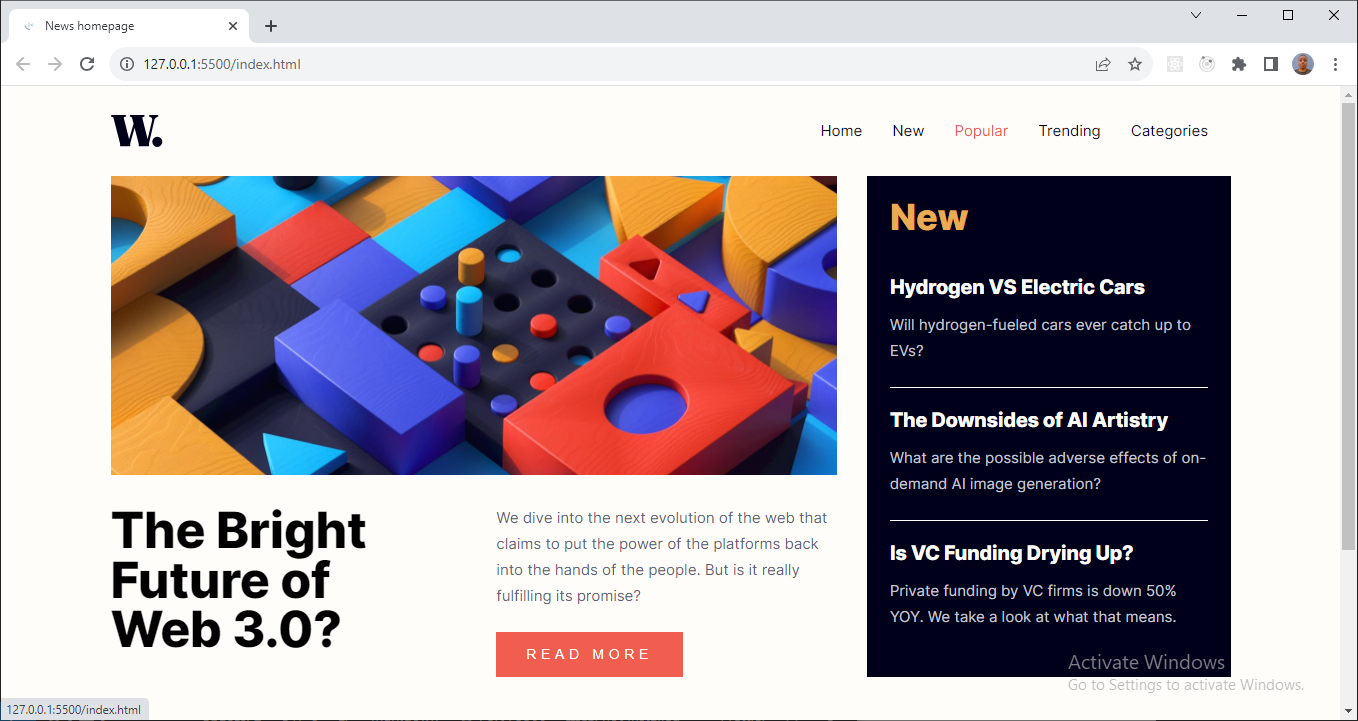 News homepage
127.0.0.1:5500/index.html
W.
Home New Popular Trending Categories
New
Hydrogen VS Electric Cars
Will hydrogen-fueled cars ever catch up to
EVs?
The Downsides of AI Artistry
What are the possible adverse effects of on-
demand AI image generation?
Is VC Funding Drying Up?
Private funding by VC firms is down 50%
YOY. We take a look at what that means.
The Bright
Future of
Web 3.0?
We dive into the next evolution of the web that
claims to put the power of the platforms back
into the hands of the people. But is it really
fulfilling its promise?
READ MORE
Activate Windows
Go to Settings to activate Windows.
127.0.0.1:5500/index.html